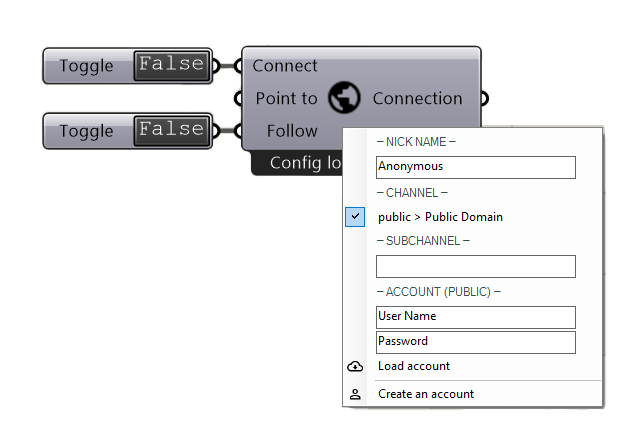 Toggle False
Connect
Point to
Connection
Toggle False
Follow
Config lo
– NICK NAME –
Anonymous
– CHANNEL –
public > Public Domain
– SUBCHANNEL –
– ACCOUNT (PUBLIC) –
User Name
Password
Load account
Create an account